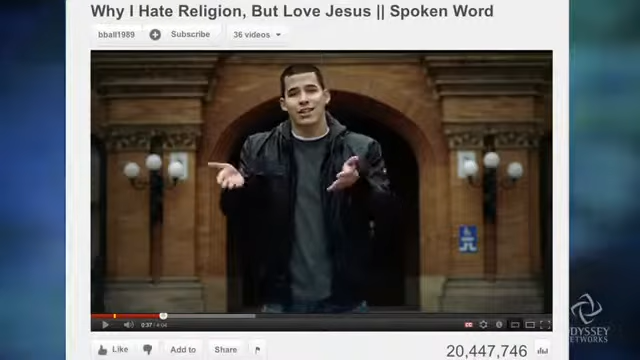 Why I Hate Religion, But Love Jesus || Spoken Word
bball1989 Subscribe 36 videos
0:37 / 4:04
Like Add to Share
20,447,746
ODYSSEY
NETWORKS